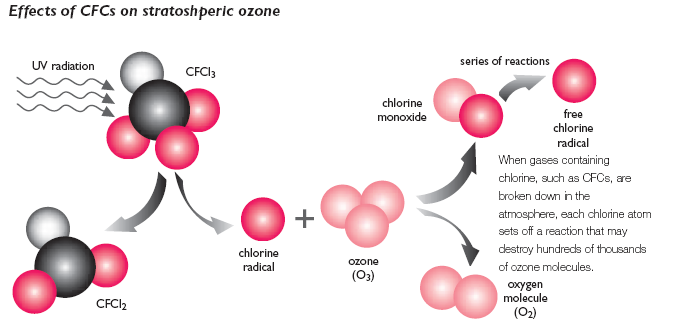 Effects of CFCs on stratoshperic ozone
UV radiation
CFCl3
series of reactions
chlorine
monoxide
free
chlorine
radical
When gases containing
chlorine, such as CFCs, are
broken down in the
atmosphere, each chlorine atom
sets off a reaction that may
destroy hundreds of thousands
of ozone molecules.
+
chlorine
radical
ozone
(O3)
oxygen
molecule
(O2)
CFCl2